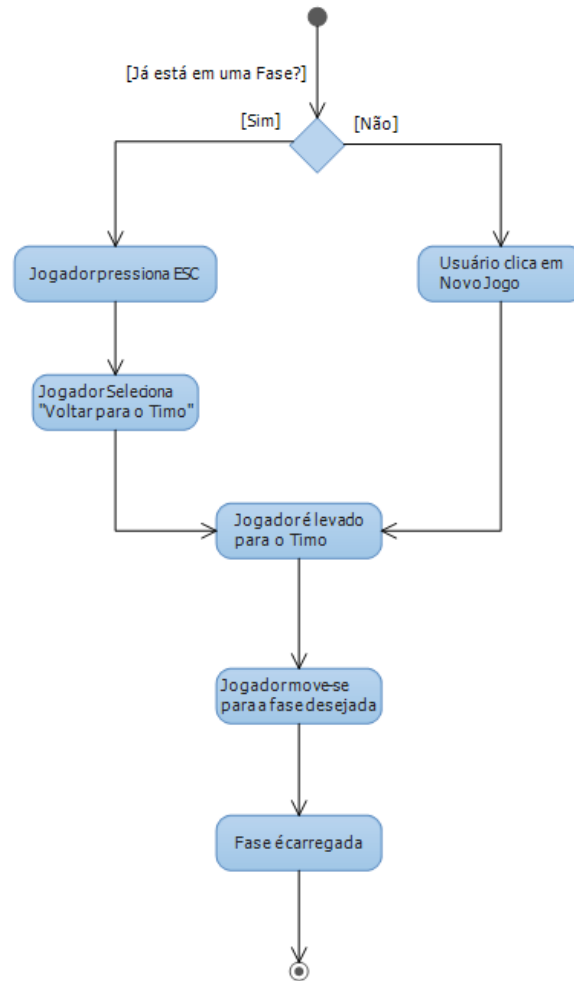 [Já está em uma Fase?]
[Sim]
[Não]
Jogador pressiona ESC
Usuário clica em
Novo Jogo
Jogador Seleciona
"Voltar para o Timo"
Jogador é levado
para o Timo
Jogador move-se
para a fase desejada
Fase é carregada